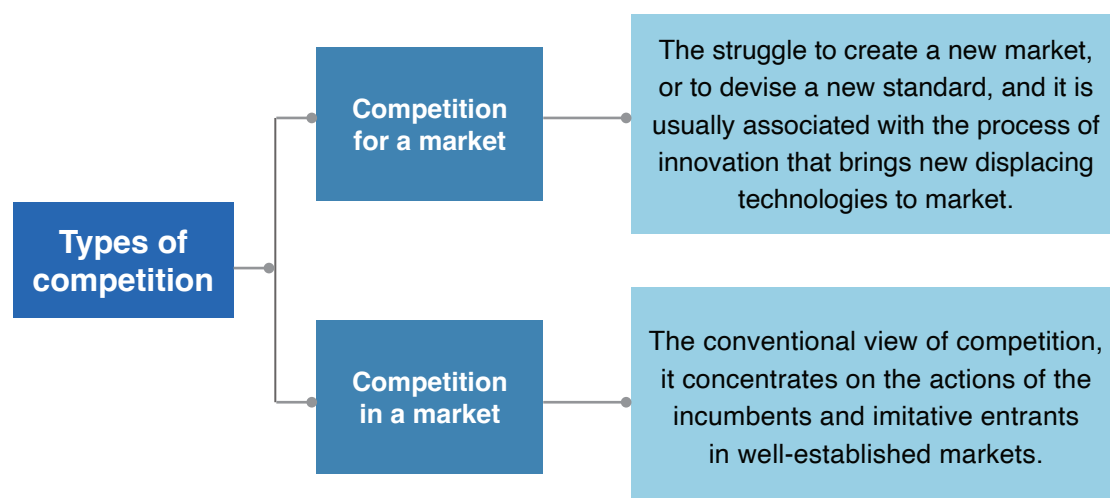 Types of
competition
Competition
for a market
The struggle to create a new market,
or to devise a new standard, and it is
usually associated with the process of
innovation that brings new displacing
technologies to market.
Competition
in a market
The conventional view of competition,
it concentrates on the actions of the
incumbents and imitative entrants
in well-established markets.